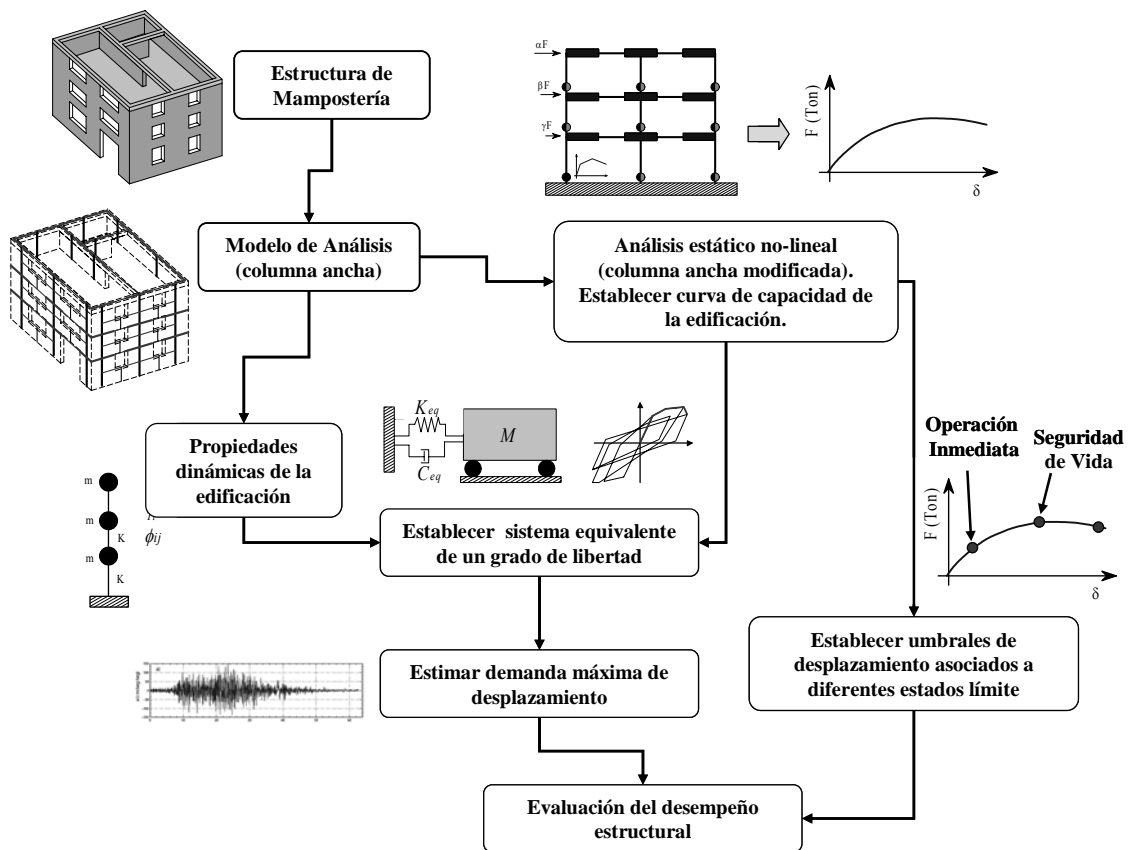 Estructura de
Mampostería
αF
βF
γF
F (Ton)
δ
Modelo de Análisis
(columna ancha)
Análisis estático no-lineal
(columna ancha modificada).
Establecer curva de capacidad de
la edificación.
Propiedades
dinámicas de la
edificación
Keq
M
Ceq
Operación
Inmediata
Seguridad
de Vida
F (Ton)
δ
m
m
K
ϕij
m
K
Establecer sistema equivalente
de un grado de libertad
Estimar demanda máxima de
desplazamiento
Establecer umbrales de
desplazamiento asociados a
diferentes estados límite
Evaluación del desempeño
estructural